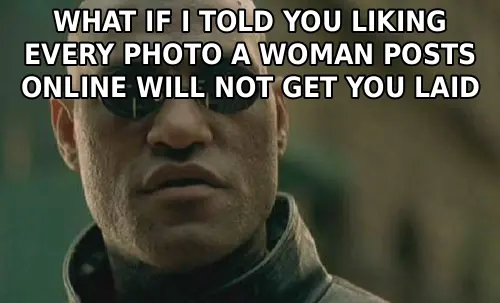 WHAT IF I TOLD YOU LIKING
EVERY PHOTO A WOMAN POSTS
ONLINE WILL NOT GET YOU LAID